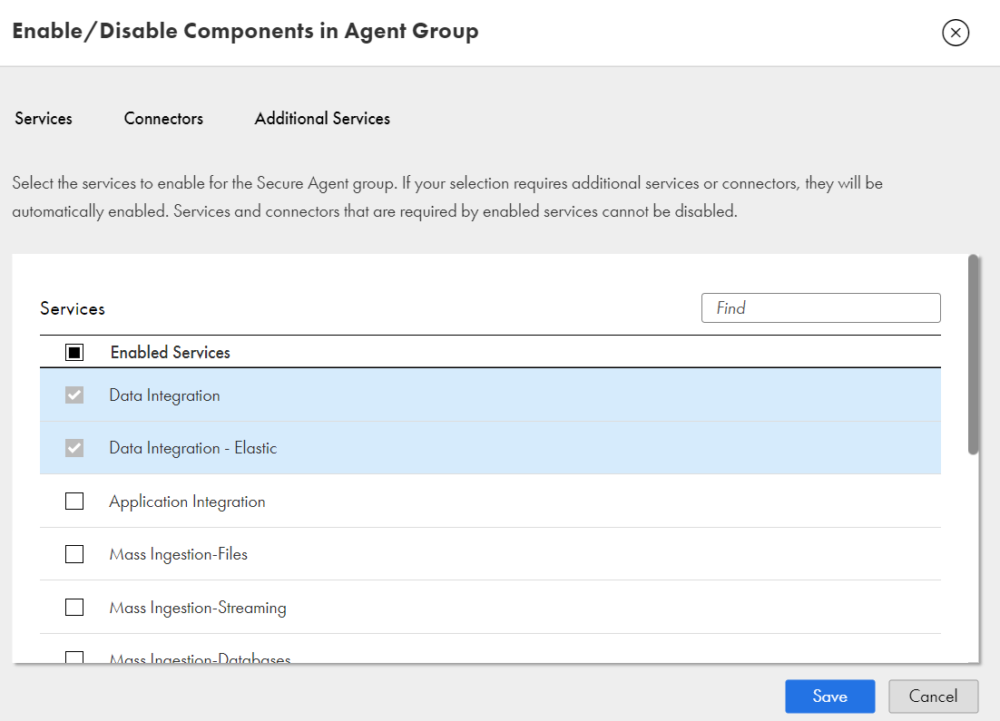 Enable/Disable Components in Agent Group
Services
Connectors
Additional Services
Select the services to enable for the Secure Agent group. If your selection requires additional services or connectors, they will be
automatically enabled. Services and connectors that are required by enabled services cannot be disabled.
Services
Find
Enabled Services
Data Integration
Data Integration - Elastic
Application Integration
Mass Ingestion-Files
Mass Ingestion-Streaming
Mass Ingestion-Databases
Save
Cancel